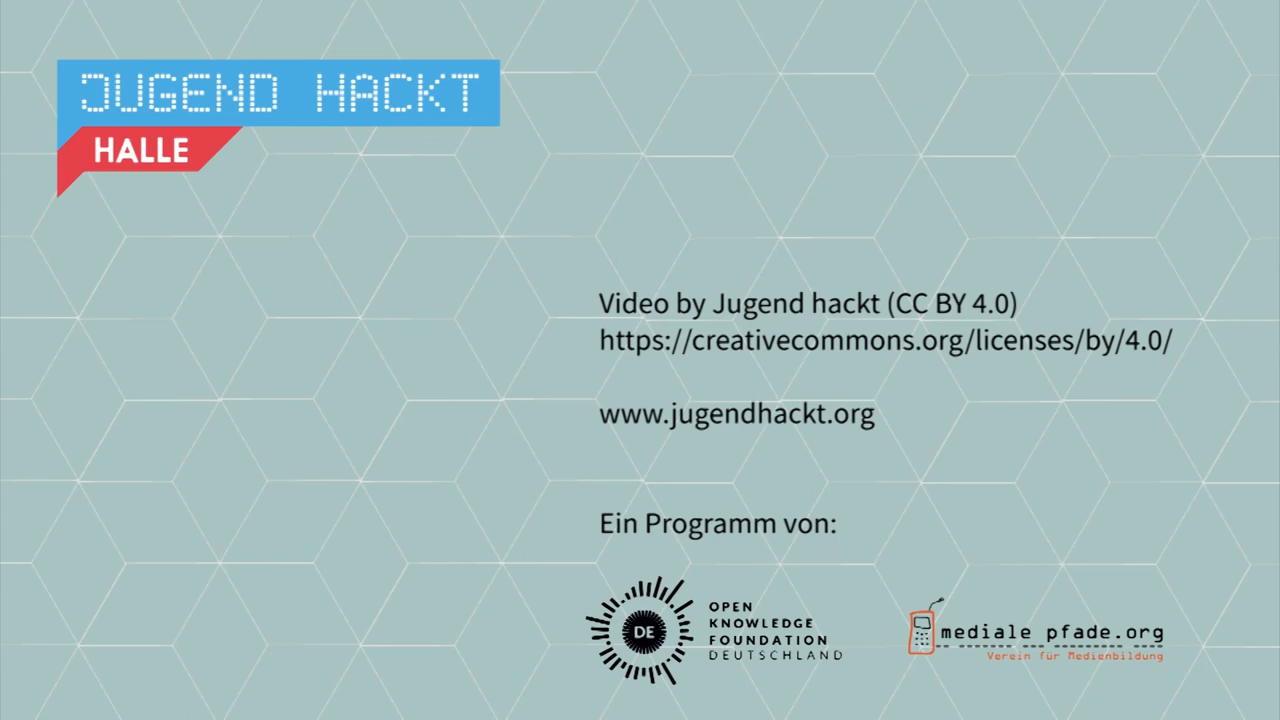 JUGEND HACKT
HALLE
Video by Jugend hackt (CC BY 4.0)
https://creativecommons.org/licenses/by/4.0/
www.jugendhackt.org
Ein Programm von:
DE
OPEN
KNOWLEDGE
FOUNDATION
DEUTSCHLAND
mediale pfade.org
Verein für Medienbildung